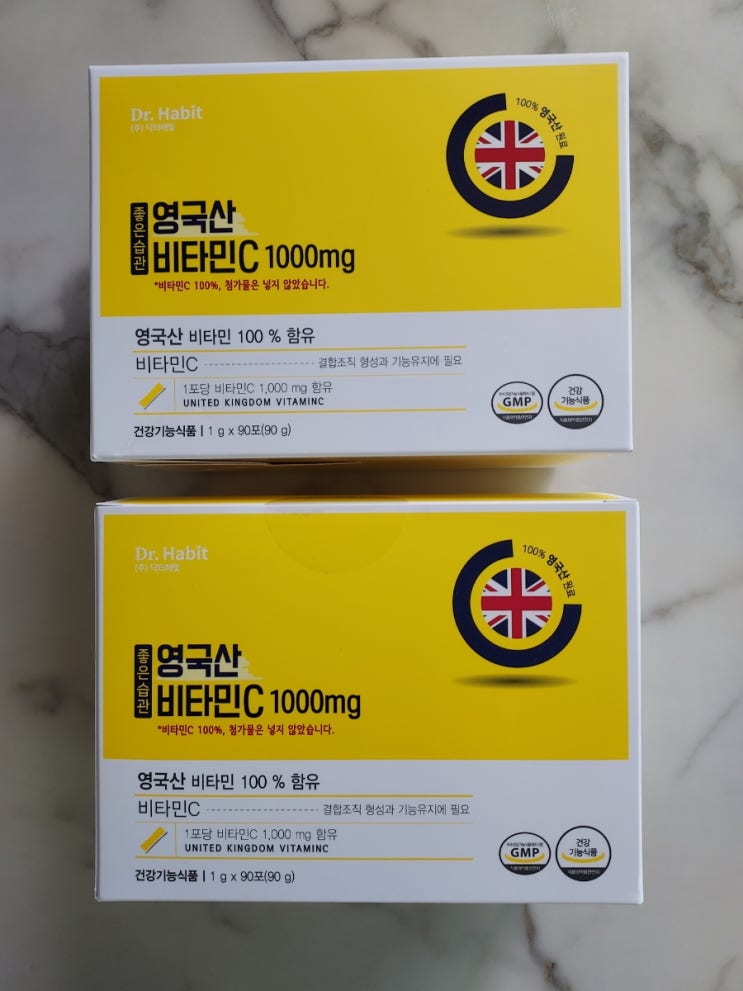 Dr. Habit
(주) 닥터해빛
100% 영국산 원료
좋은습관
영국산
비타민C 1000mg
*비타민C 100%, 첨가물은 넣지 않았습니다.
영국산 비타민 100 % 함유
비타민C 결합조직 형성과 기능유지에 필요
1포당 비타민C 1,000 mg 함유
UNITED KINGDOM VITAMINC
GMP
건강
기능식품
건강기능식품 | 1 g x 90포(90 g)
Dr. Habit
(주) 닥터해빛
100% 영국산 원료
좋은습관
영국산
비타민C 1000mg
*비타민C 100%, 첨가물은 넣지 않았습니다.
영국산 비타민 100 % 함유
비타민C 결합조직 형성과 기능유지에 필요
1포당 비타민C 1,000 mg 함유
UNITED KINGDOM VITAMINC
GMP
건강
기능식품
건강기능식품 | 1 g x 90포(90 g)